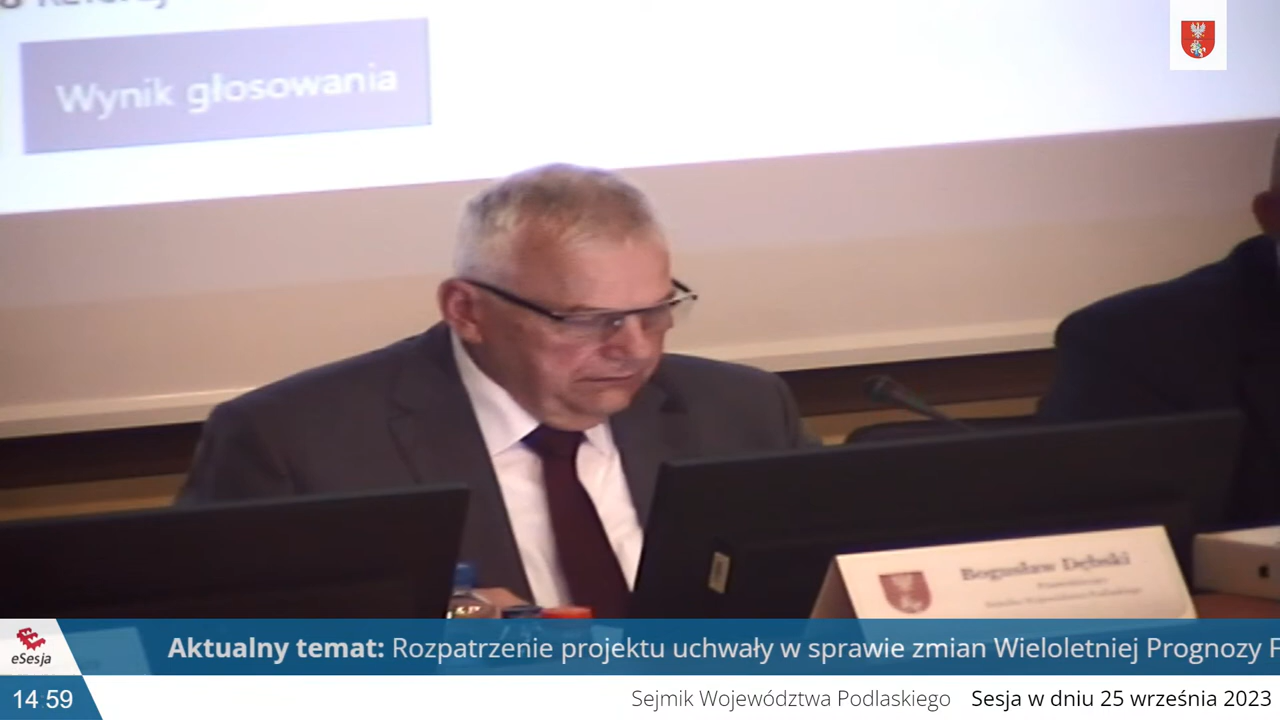 Wynik głosowania
Bogusław Dębski
eSesja
Aktualny temat: Rozpatrzenie projektu uchwały w sprawie zmian Wieloletniej Prognozy F
14:59
Sejmik Województwa Podlaskiego Sesja w dniu 25 września 2023